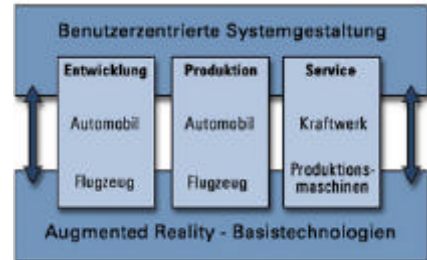 Benutzerzentrierte Systemgestaltung
Entwicklung
Automobil
Flugzeug
Produktion
Automobil
Flugzeug
Service
Kraftwerk
Produktions-
maschinen
Augmented Reality - Basistechnologien